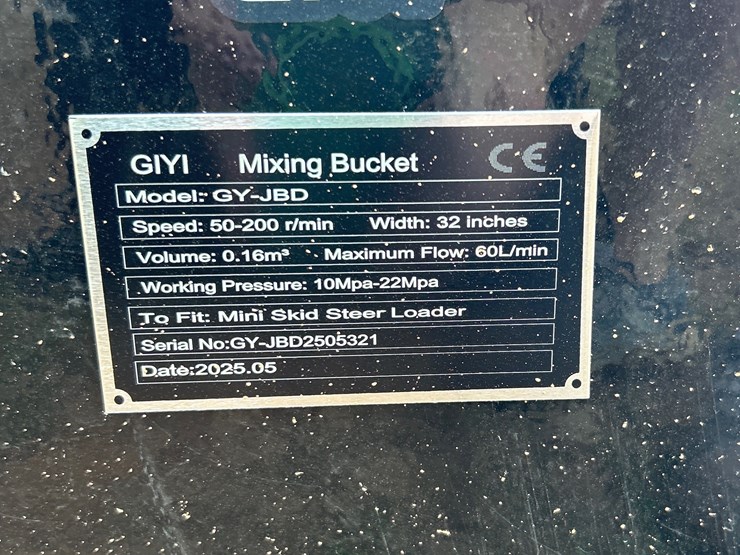 GIYI Mixing Bucket CE
Model: GY-JBD
Speed: 50-200 r/min Width: 32 inches
Volume: 0.16m³ Maximum Flow: 60L/min
Working Pressure: 10Mpa-22Mpa
To Fit: Mini Skid Steer Loader
Serial No:GY-JBD2505321
Date:2025.05